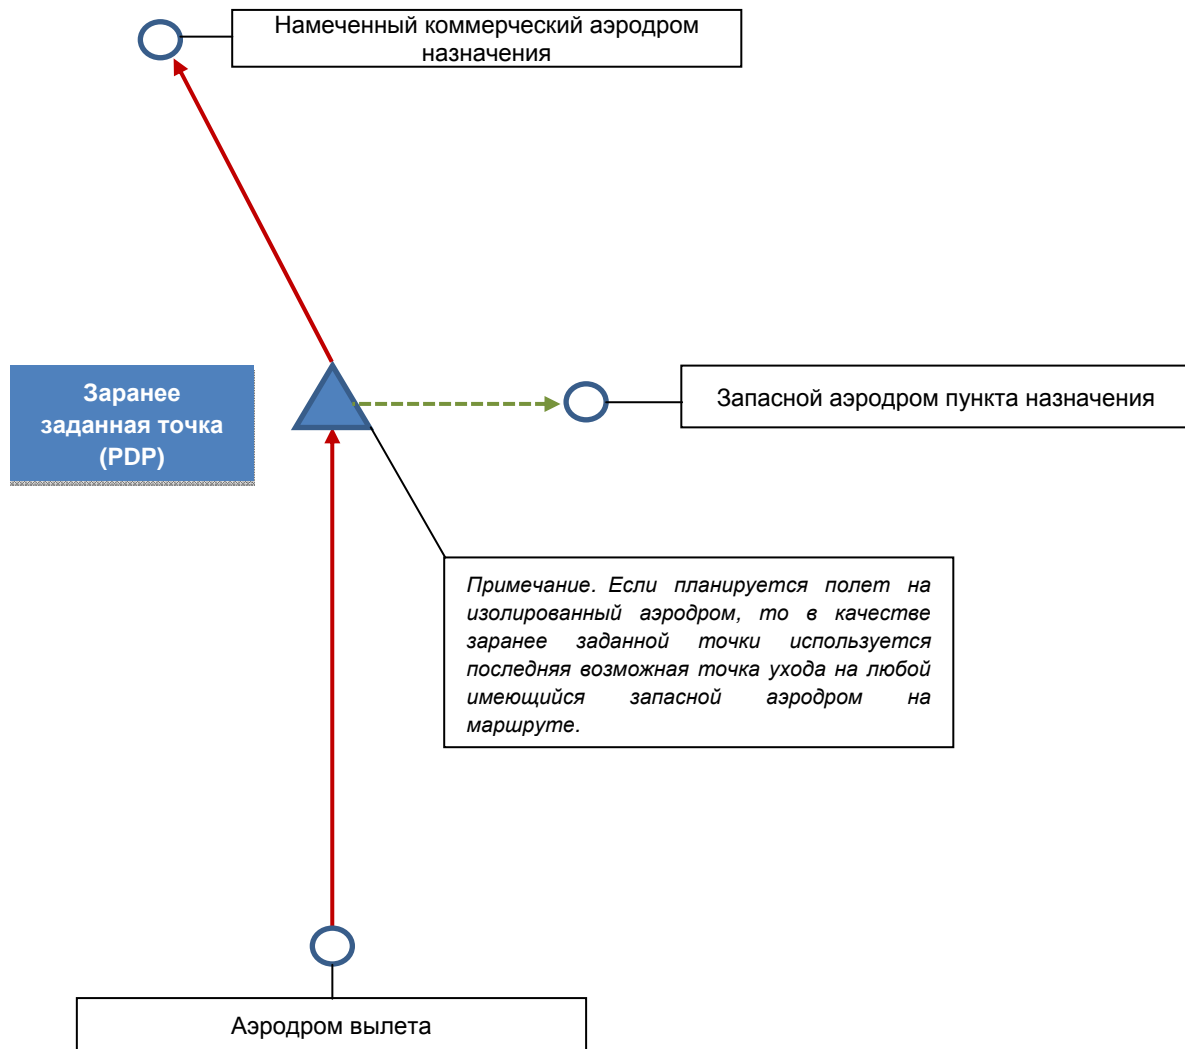 Намеченный коммерческий аэродром
назначения
Заранее
заданная точка
(PDP)
Запасной аэродром пункта назначения
Примечание. Если планируется полет на
изолированный аэродром, то в качестве
заранее заданной точки используется
последняя возможная точка ухода на любой
имеющийся запасной аэродром на
маршруте.
Аэродром вылета